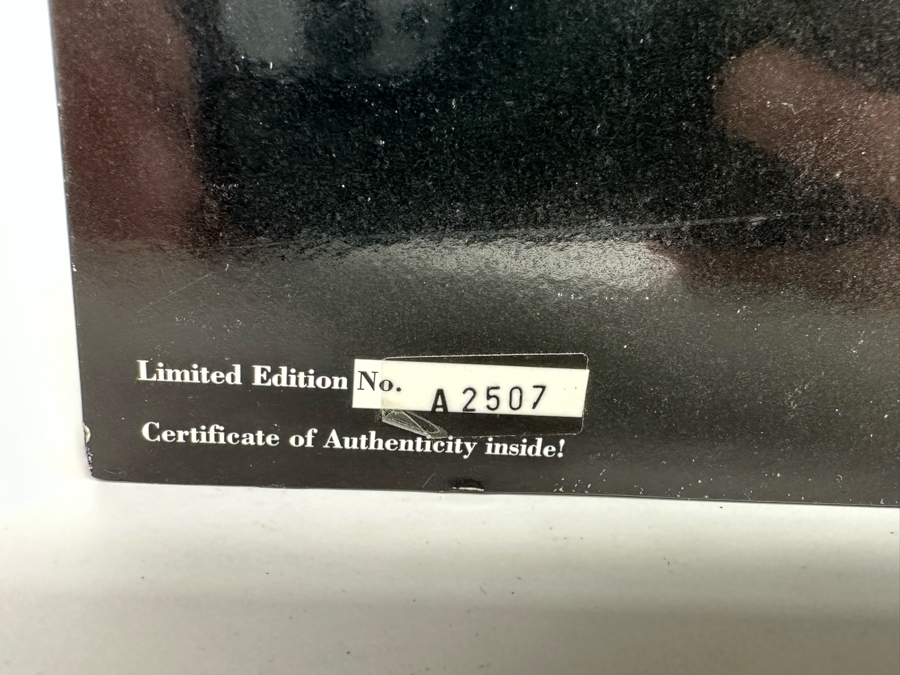 Limited Edition No. A 2507
Certificate of Authenticity inside!